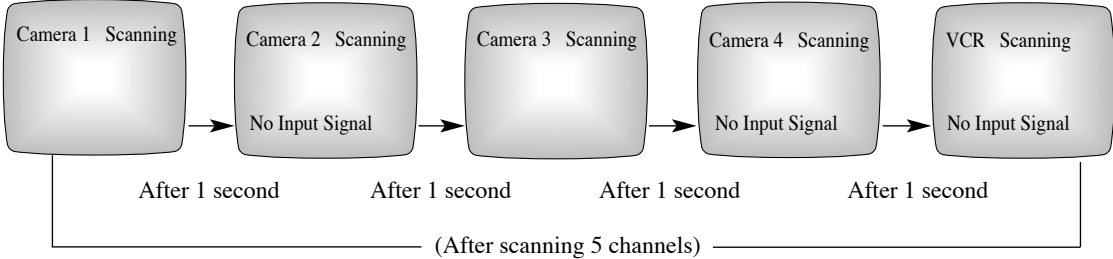 Camera 1 Scanning
Camera 2 Scanning
No Input Signal
Camera 3 Scanning
Camera 4 Scanning
No Input Signal
VCR Scanning
No Input Signal
After 1 second
After 1 second
After 1 second
After 1 second
(After scanning 5 channels)